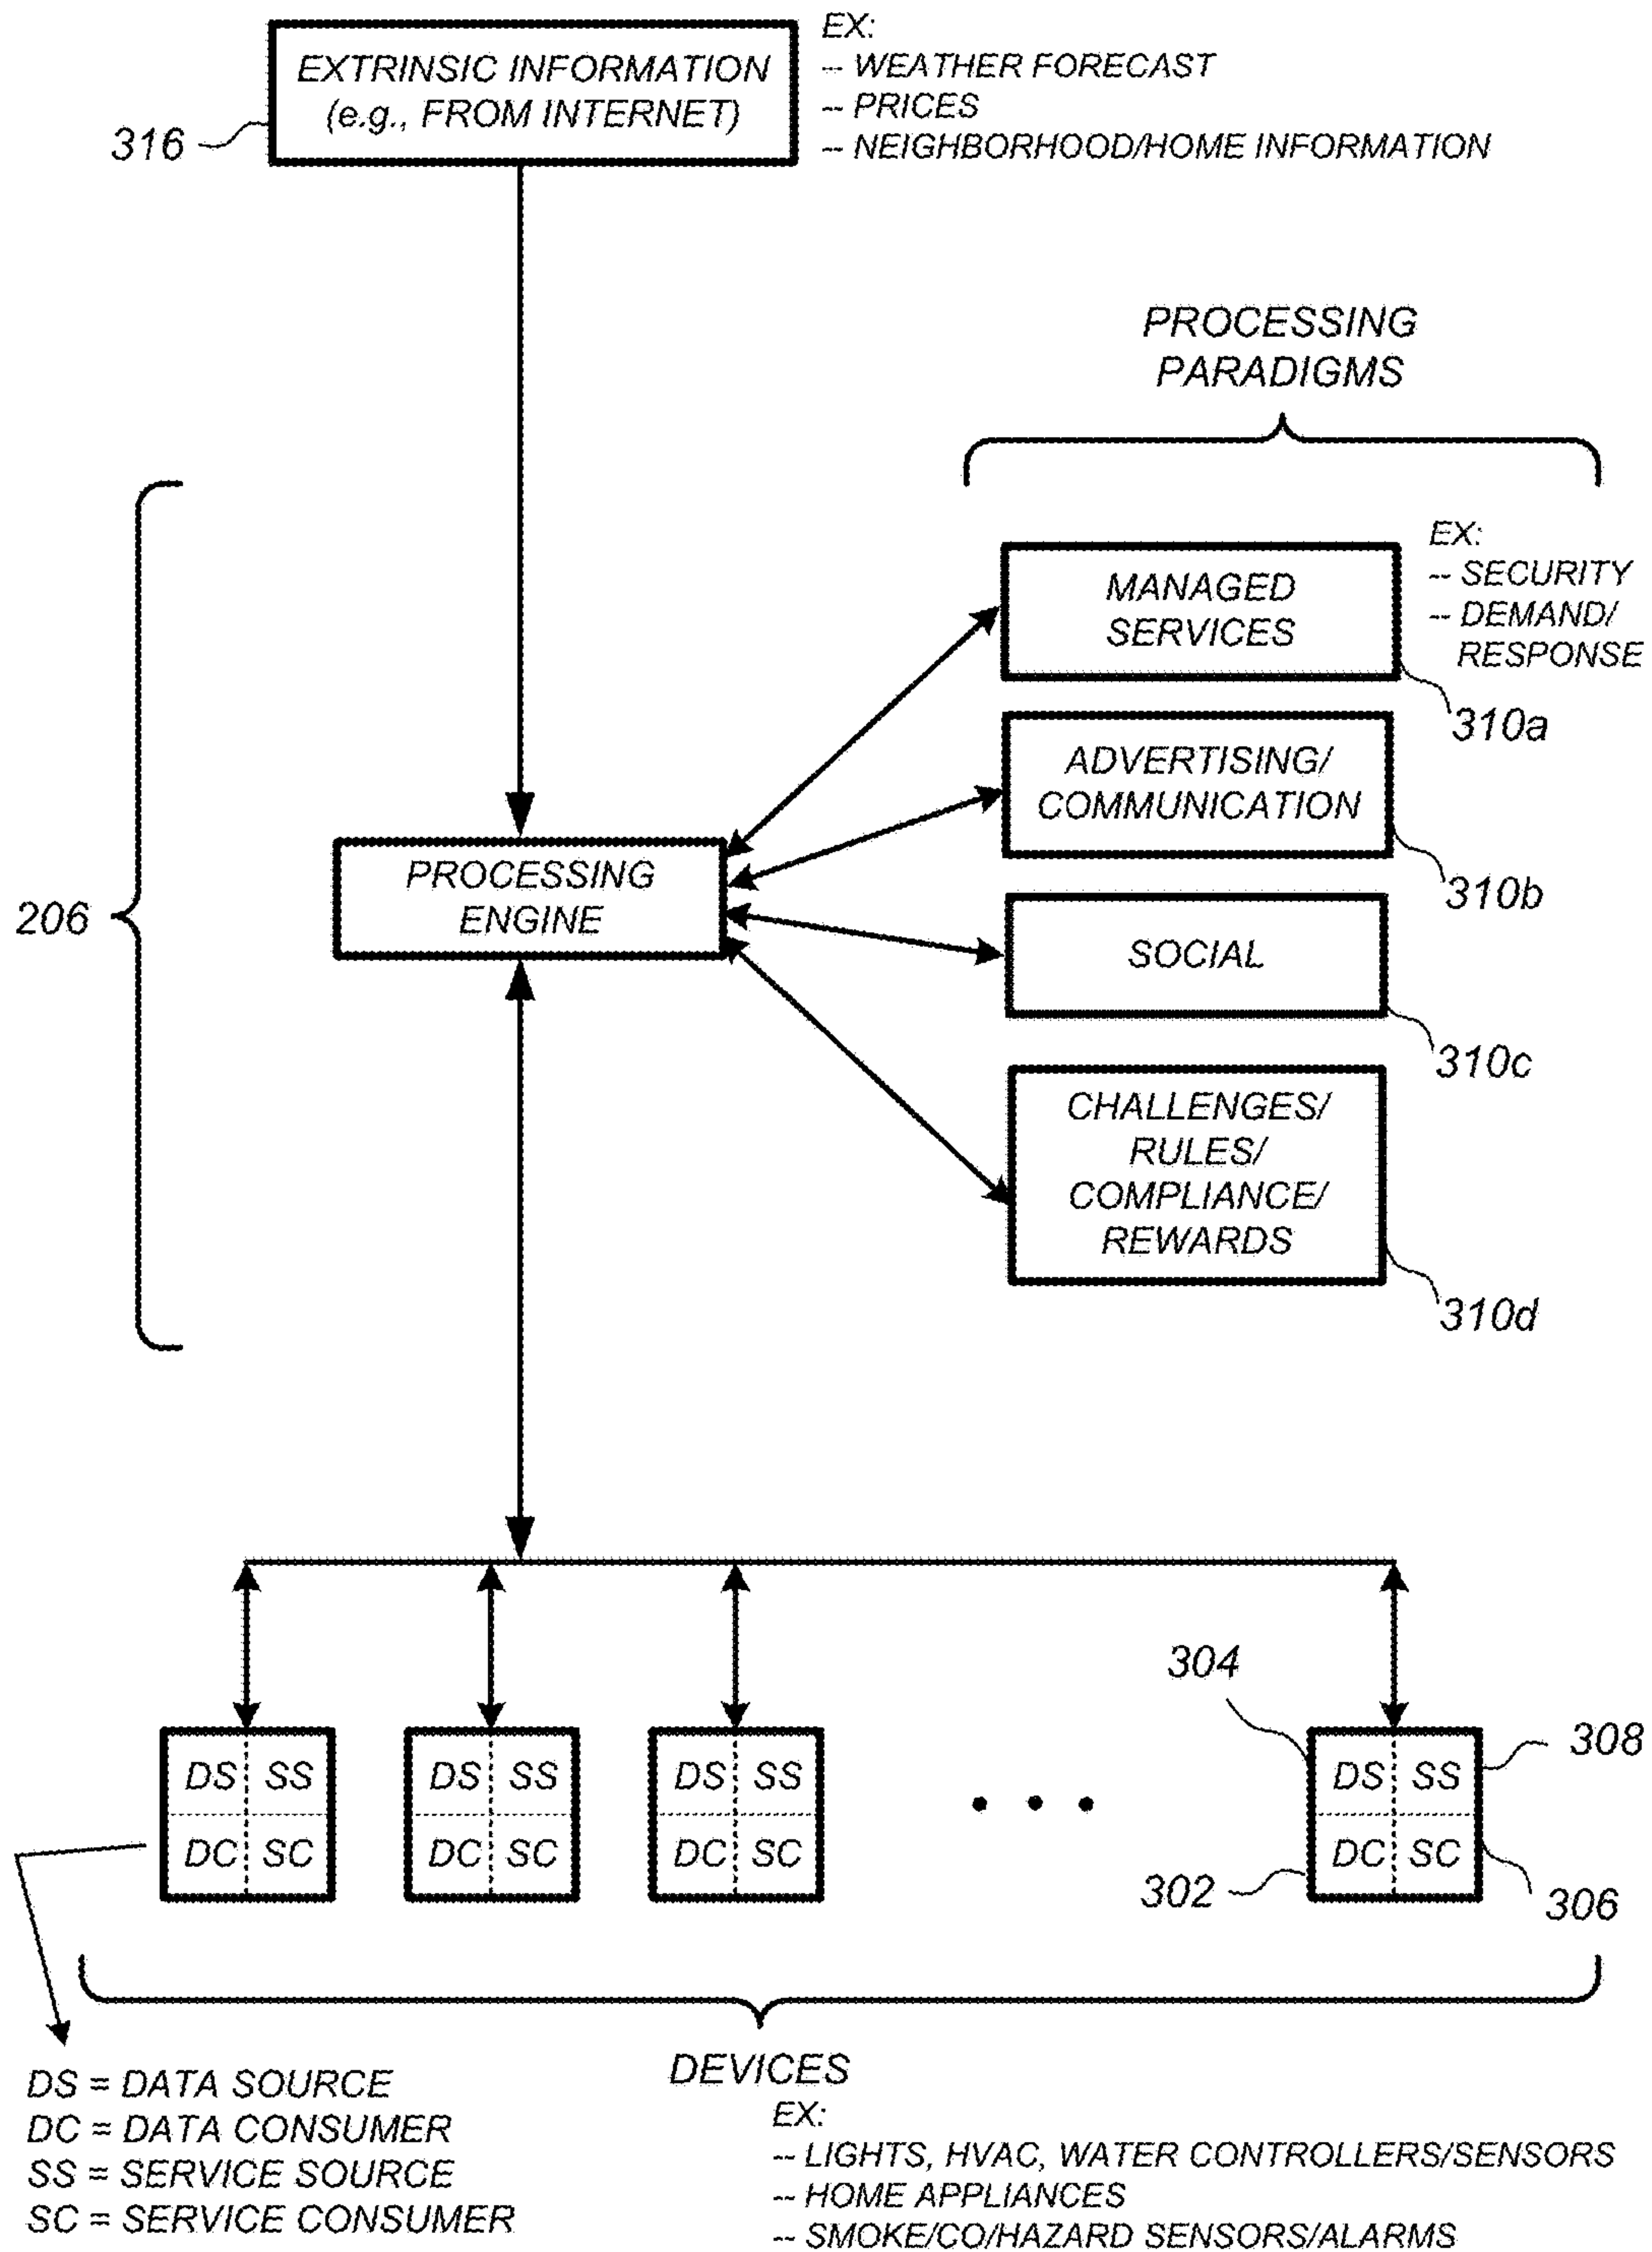 EXTRINSIC INFORMATION
(e.g., FROM INTERNET)
316
EX:
-- WEATHER FORECAST
-- PRICES
-- NEIGHBORHOOD/HOME INFORMATION
PROCESSING
PARADIGMS
206
PROCESSING
ENGINE
MANAGED
SERVICES
EX:
-- SECURITY
-- DEMAND/
RESPONSE
310a
ADVERTISING/
COMMUNICATION
310b
SOCIAL
310c
CHALLENGES/
RULES/
COMPLIANCE/
REWARDS
310d
DS SS
DC SC
DS SS
DC SC
DS SS
DC SC
• • •
304
308
DS SS
DC SC
302
306
DS = DATA SOURCE
DC = DATA CONSUMER
SS = SERVICE SOURCE
SC = SERVICE CONSUMER
DEVICES
EX:
-- LIGHTS, HVAC, WATER CONTROLLERS/SENSORS
-- HOME APPLIANCES
-- SMOKE/CO/HAZARD SENSORS/ALARMS